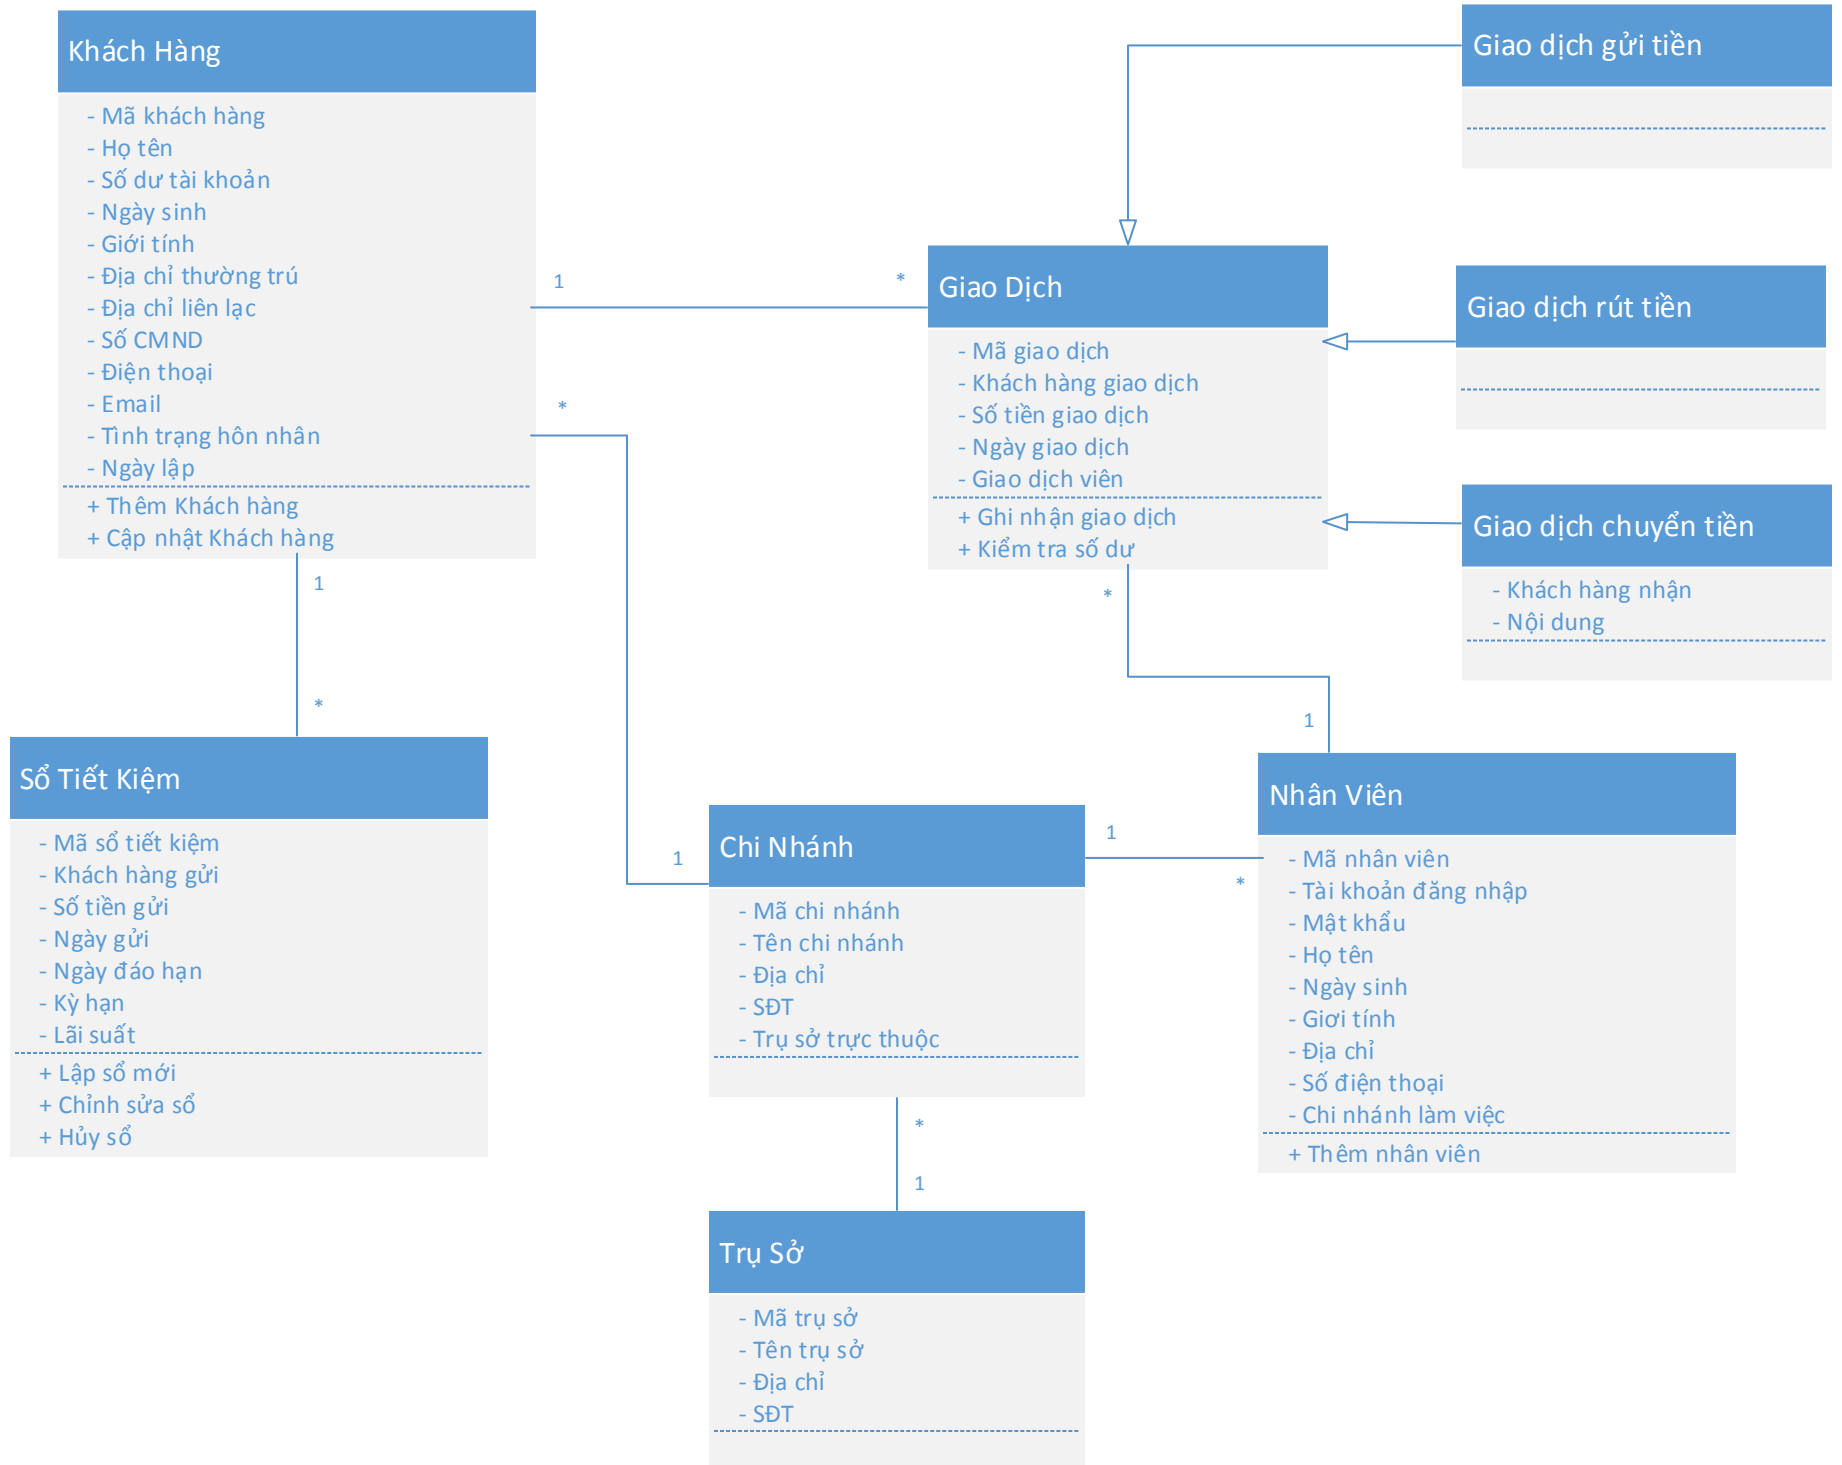 Khách Hàng
- Mã khách hàng
- Họ tên
- Số dư tài khoản
- Ngày sinh
- Giới tính
- Địa chỉ thường trú
- Địa chỉ liên lạc
- Số CMND
- Điện thoại
- Email
- Tình trạng hôn nhân
- Ngày lập
+ Thêm Khách hàng
+ Cập nhật Khách hàng
1
*
*
1
*
1
Giao dịch gửi tiền
Giao Dịch
- Mã giao dịch
- Khách hàng giao dịch
- Số tiền giao dịch
- Ngày giao dịch
- Giao dịch viên
+ Ghi nhận giao dịch
+ Kiểm tra số dư
*
1
Giao dịch rút tiền
Giao dịch chuyển tiền
- Khách hàng nhận
- Nội dung
Sổ Tiết Kiệm
- Mã sổ tiết kiệm
- Khách hàng gửi
- Số tiền gửi
- Ngày gửi
- Ngày đáo hạn
- Kỳ hạn
- Lãi suất
+ Lập sổ mới
+ Chỉnh sửa sổ
+ Hủy sổ
Chi Nhánh
- Mã chi nhánh
- Tên chi nhánh
- Địa chỉ
- SĐT
- Trụ sở trực thuộc
1
*
Nhân Viên
- Mã nhân viên
- Tài khoản đăng nhập
- Mật khẩu
- Họ tên
- Ngày sinh
- Giơi tính
- Địa chỉ
- Số điện thoại
- Chi nhánh làm việc
+ Thêm nhân viên
*
1
Trụ Sở
- Mã trụ sở
- Tên trụ sở
- Địa chỉ
- SĐT